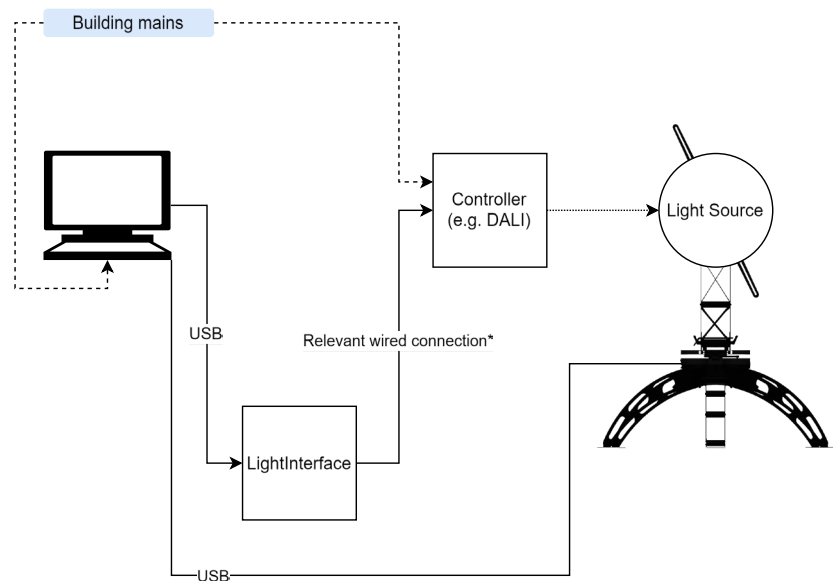 Building mains
Controller
(e.g. DALI)
Light Source
USB
Relevant wired connection*
LightInterface
USB